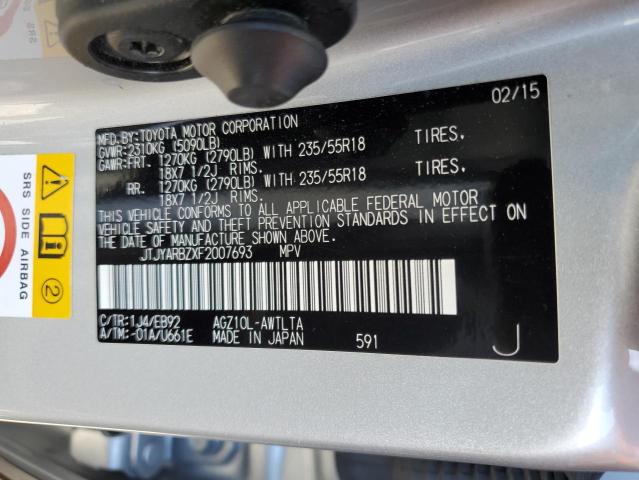 02/15
MFD.BY:TOYOTA MOTOR CORPORATION
GVWR:2310KG (5090LB)
GAWR:FRT. 1270KG (2790LB) WITH 235/55R18 TIRES.
18X7 1/2J RIMS.
RR. 1270KG (2790LB) WITH 235/55R18 TIRES.
18X7 1/2J RIMS.
THIS VEHICLE CONFORMS TO ALL APPLICABLE FEDERAL MOTOR
VEHICLE SAFETY AND THEFT PREVENTION STANDARDS IN EFFECT ON
THE DATE OF MANUFACTURE SHOWN ABOVE.
JTJYARBZXF2007693 MPV
C/TR:1J4/EB92 AGZ10L-AWTLTA
A/TM:-01A/U661E MADE IN JAPAN 591 J
SRS SIDE AIRBAG
2
SRS